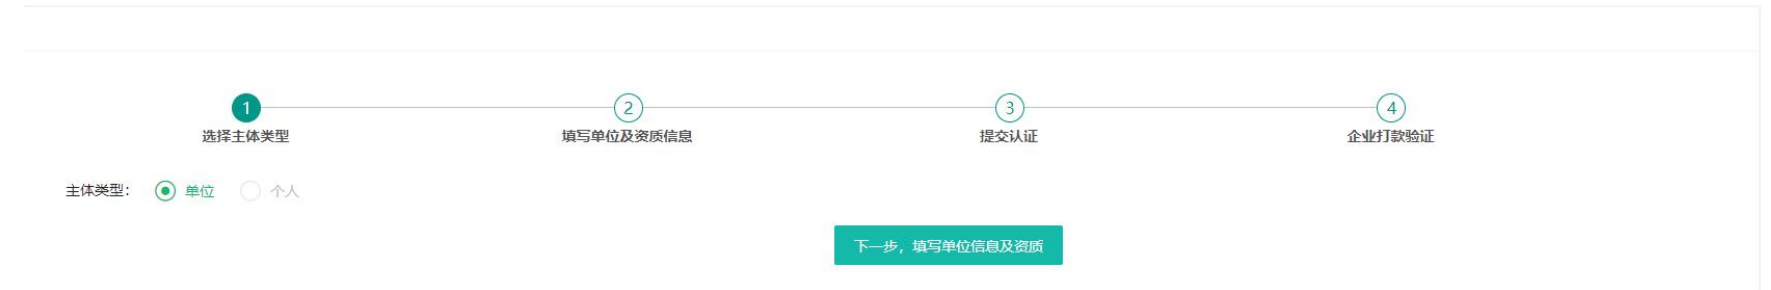 1 2 3 4
选择主体类型 填写单位及资质信息 提交认证 企业打款验证
主体类型: 单位 个人
下一步，填写单位信息及资质